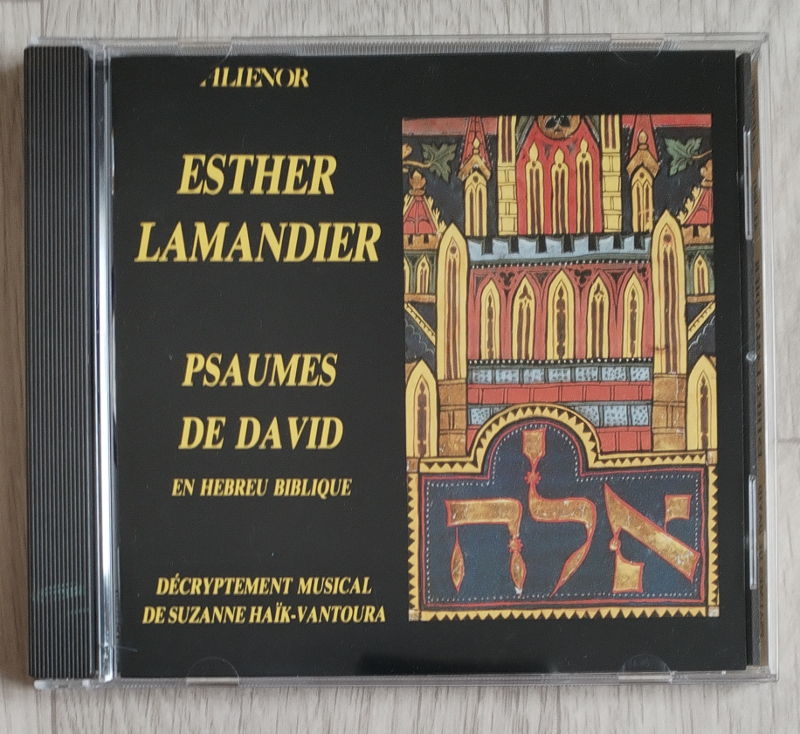 ALIENOR
ESTHER
LAMANDIER
PSAUMES
DE DAVID
EN HEBREU BIBLIQUE
DÉCRYPTEMENT MUSICAL
DE SUZANNE HAÏK-VANTOURA
אלה